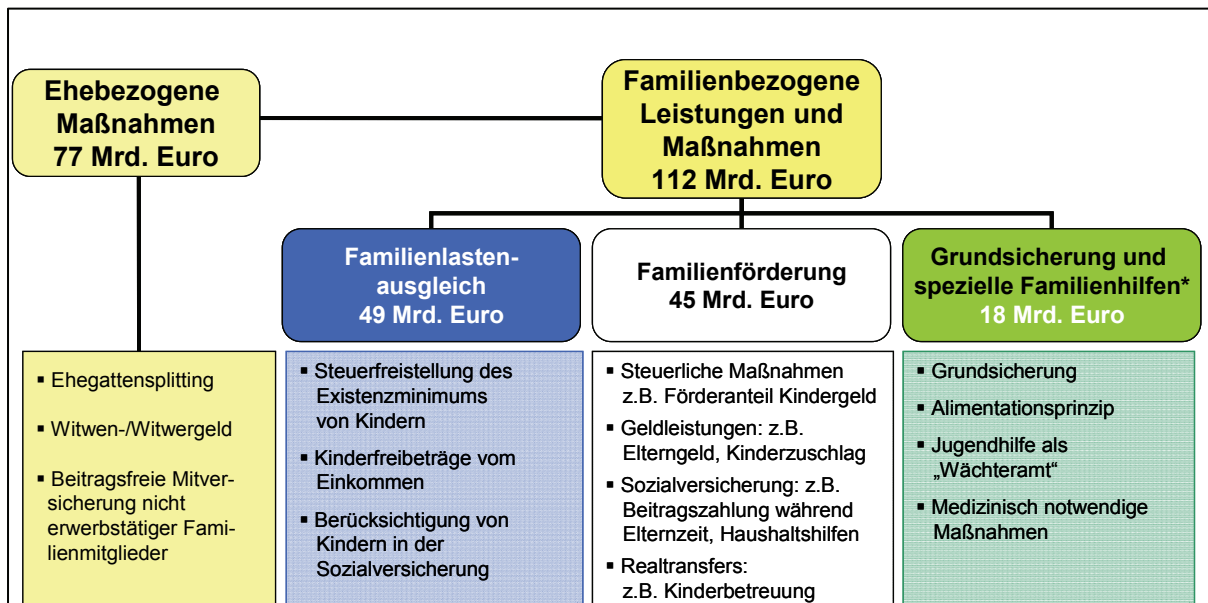 Ehebezogene
Maßnahmen
77 Mrd. Euro
Familienbezogene
Leistungen und
Maßnahmen
112 Mrd. Euro
Familienlasten-
ausgleich
49 Mrd. Euro
Familienförderung
45 Mrd. Euro
Grundsicherung und
spezielle Familienhilfen*
18 Mrd. Euro
▪ Ehegattensplitting
▪ Witwen-/Witwergeld
▪ Beitragsfreie Mitver-
sicherung nicht
erwerbstätiger Fami-
lienmitglieder
▪ Steuerfreistellung des
Existenzminimums
von Kindern
▪ Kinderfreibeträge vom
Einkommen
▪ Berücksichtigung von
Kindern in der
Sozialversicherung
▪ Steuerliche Maßnahmen
z.B. Förderanteil Kindergeld
▪ Geldleistungen: z.B.
Elterngeld, Kinderzuschlag
▪ Sozialversicherung: z.B.
Beitragszahlung während
Elternzeit, Haushaltshilfen
▪ Realtransfers:
z.B. Kinderbetreuung
▪ Grundsicherung
▪ Alimentationsprinzip
▪ Jugendhilfe als
„Wächteramt“
▪ Medizinisch notwendige
Maßnahmen